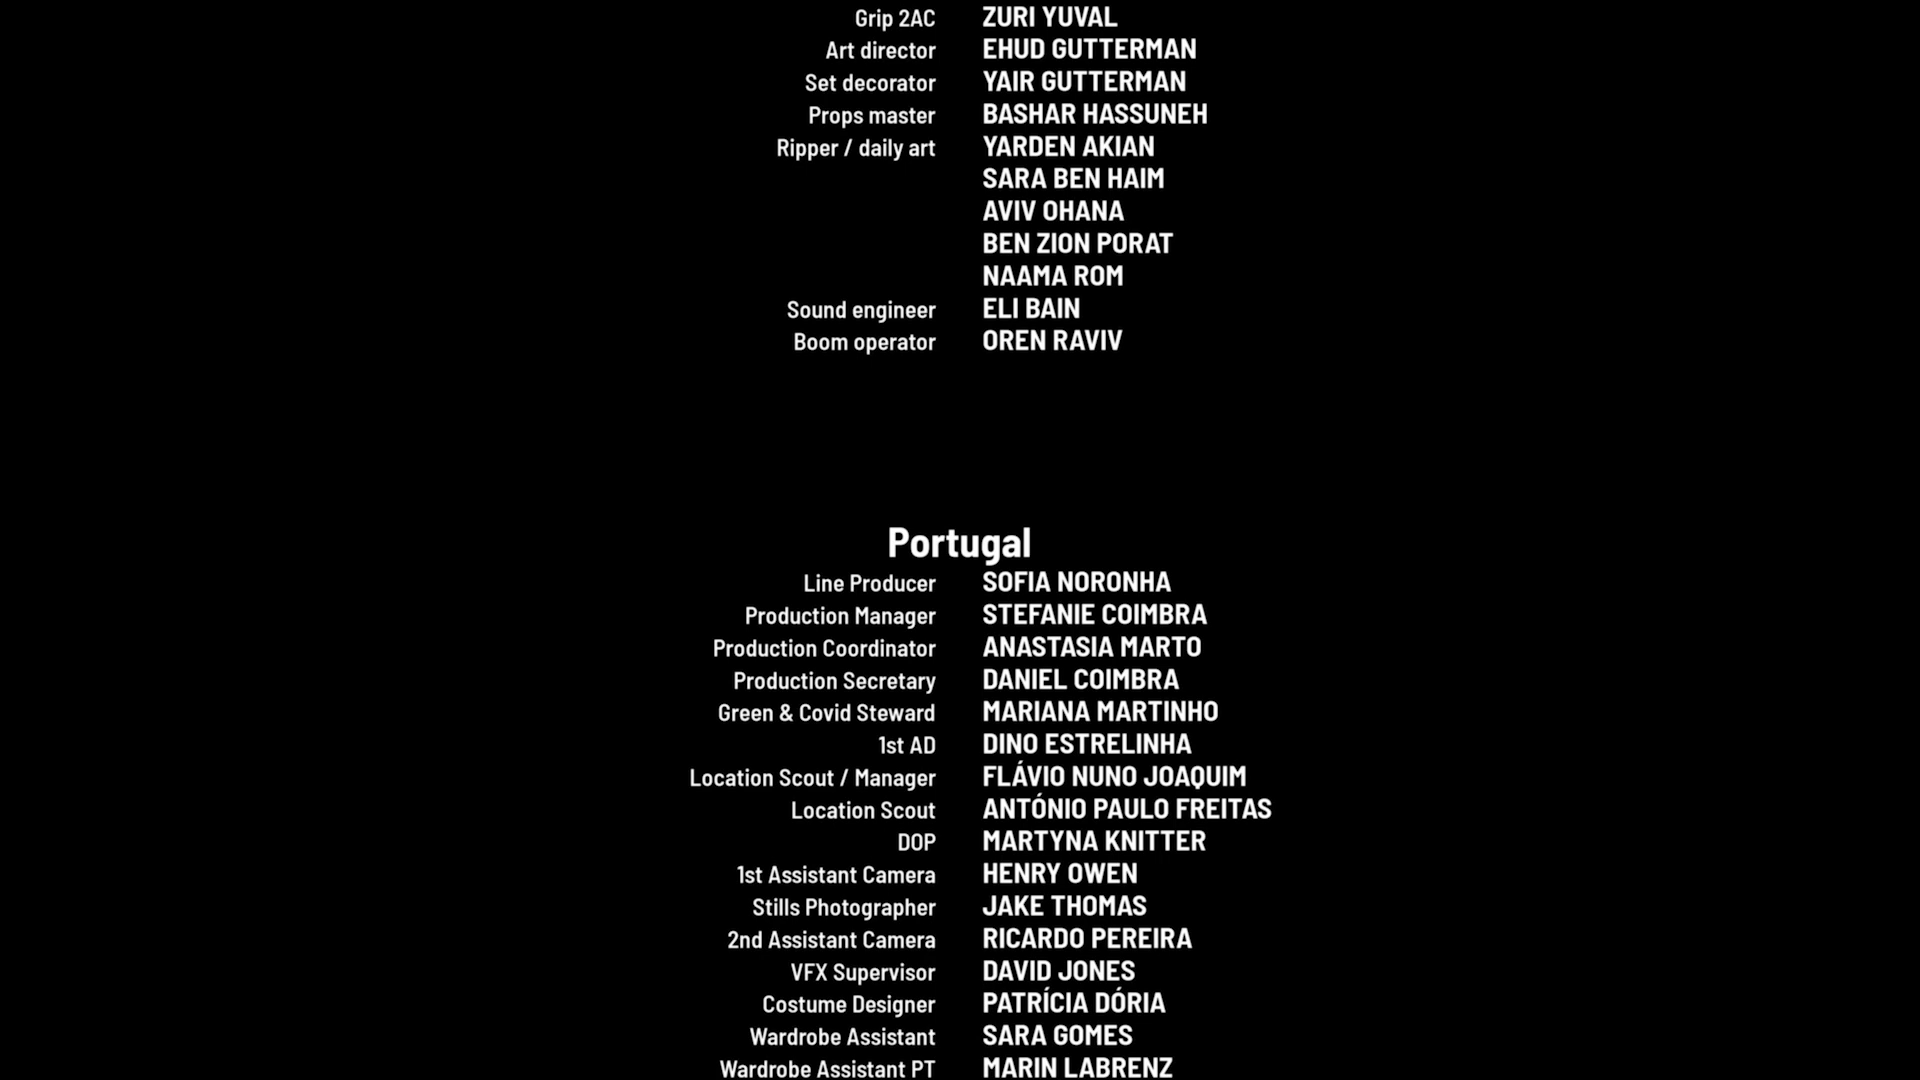 Grip 2AC ZURI YUVAL
Art director EHUD GUTTERMAN
Set decorator YAIR GUTTERMAN
Props master BASHAR HASSUNEH
Ripper / daily art YARDEN AKIAN
SARA BEN HAIM
AVIV OHANA
BEN ZION PORAT
NAAMA ROM
Sound engineer ELI BAIN
Boom operator OREN RAVIV
Portugal
Line Producer SOFIA NORONHA
Production Manager STEFANIE COIMBRA
Production Coordinator ANASTASIA MARTO
Production Secretary DANIEL COIMBRA
Green & Covid Steward MARIANA MARTINHO
1st AD DINO ESTRELINHA
Location Scout / Manager FLÁVIO NUNO JOAQUIM
Location Scout ANTÓNIO PAULO FREITAS
DOP MARTYNA KNITTER
1st Assistant Camera HENRY OWEN
Stills Photographer JAKE THOMAS
2nd Assistant Camera RICARDO PEREIRA
VFX Supervisor DAVID JONES
Costume Designer PATRÍCIA DÓRIA
Wardrobe Assistant SARA GOMES
Wardrobe Assistant PT MARIN LABRENZ